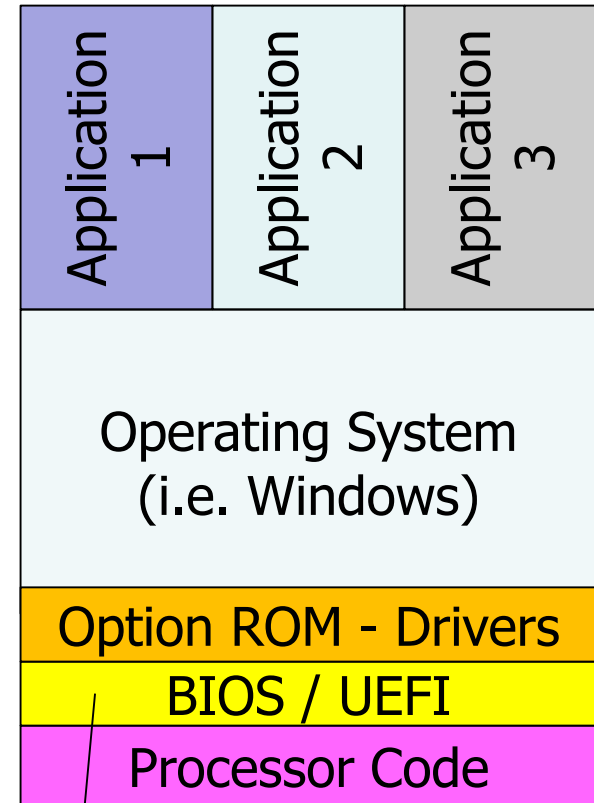 Application
1
Application
2
Application
3
Operating System
(i.e. Windows)
Option ROM - Drivers
BIOS / UEFI
Processor Code